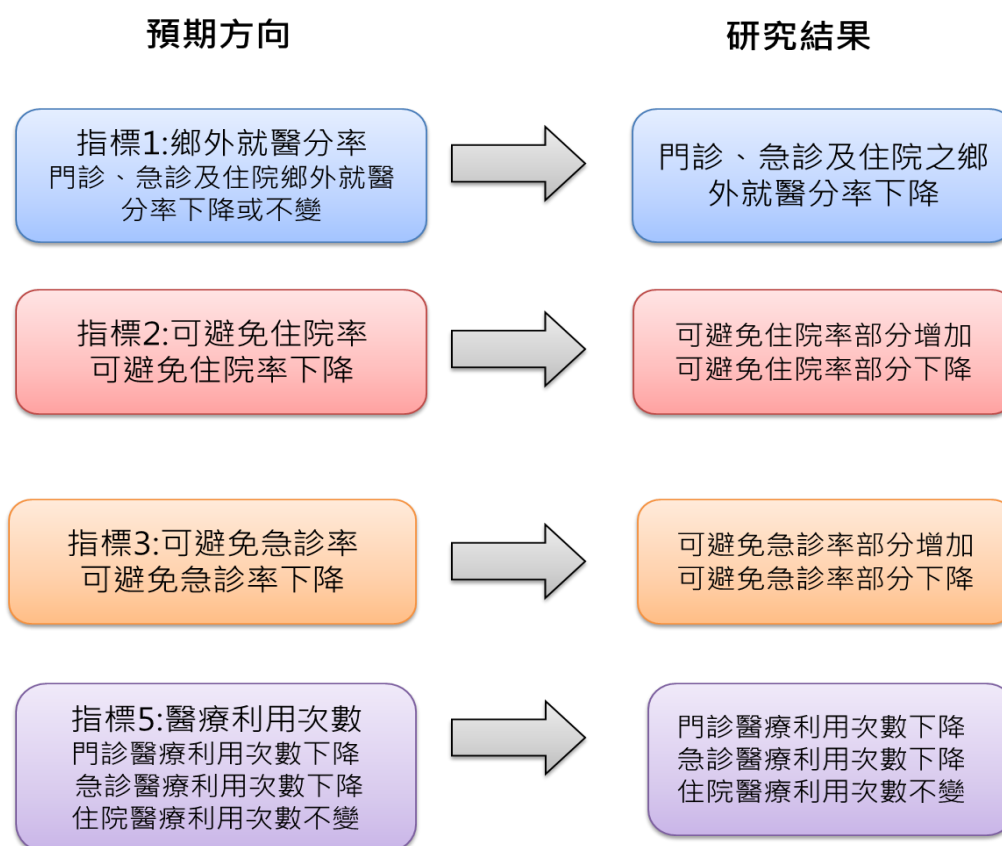 預期方向
研究結果
指標1:鄉外就醫分率
門診、急診及住院鄉外就醫
分率下降或不變
門診、急診及住院之鄉
外就醫分率下降
指標2:可避免住院率
可避免住院率下降
可避免住院率部分增加
可避免住院率部分下降
指標3:可避免急診率
可避免急診率下降
可避免急診率部分增加
可避免急診率部分下降
指標5:醫療利用次數
門診醫療利用次數下降
急診醫療利用次數下降
住院醫療利用次數不變
門診醫療利用次數下降
急診醫療利用次數下降
住院醫療利用次數不變